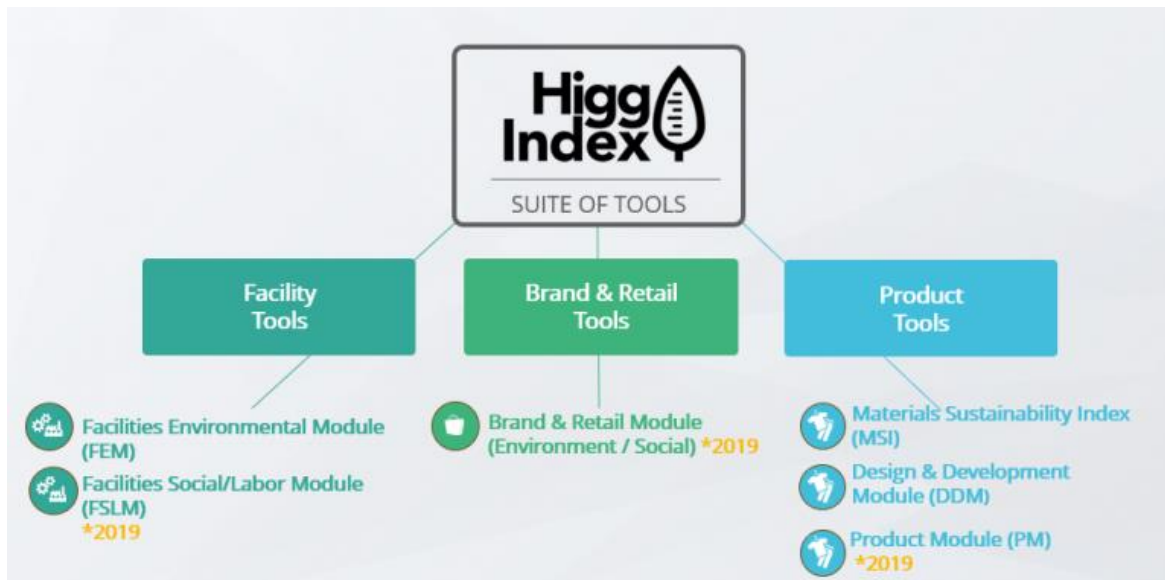 Higg
Index
SUITE OF TOOLS
Facility
Tools
Brand & Retail
Tools
Product
Tools
Facilities Environmental Module
(FEM)
Facilities Social/Labor Module
(FSLM)
*2019
Brand & Retail Module
(Environment / Social) *2019
Materials Sustainability Index
(MSI)
Design & Development
Module (DDM)
Product Module (PM)
*2019